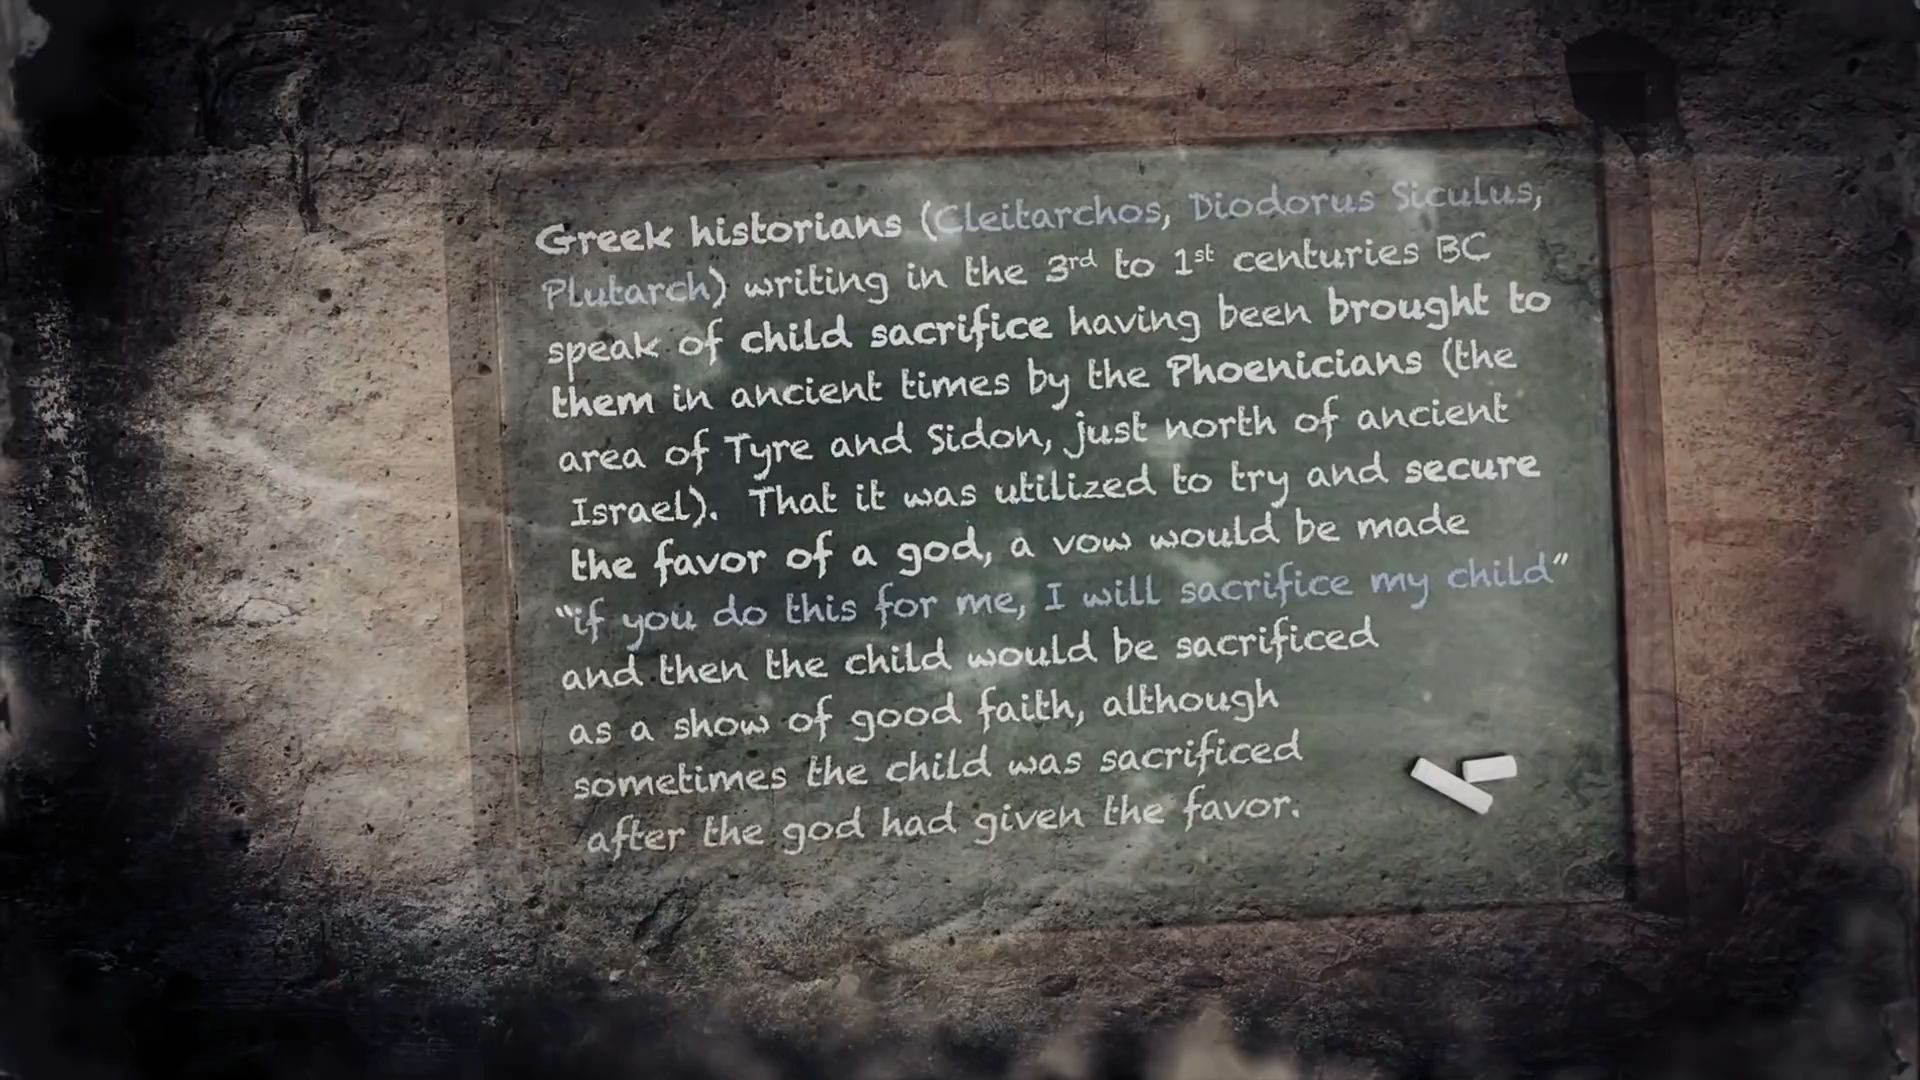 Greek historians (Cleitarchos, Diodorus Siculus,
Plutarch) writing in the 3rd to 1st centuries BC
speak of child sacrifice having been brought to
them in ancient times by the Phoenicians (the
area of Tyre and Sidon, just north of ancient
Israel). That it was utilized to try and secure
the favor of a god, a vow would be made
“if you do this for me, I will sacrifice my child”
and then the child would be sacrificed
as a show of good faith, although
sometimes the child was sacrificed
after the god had given the favor.